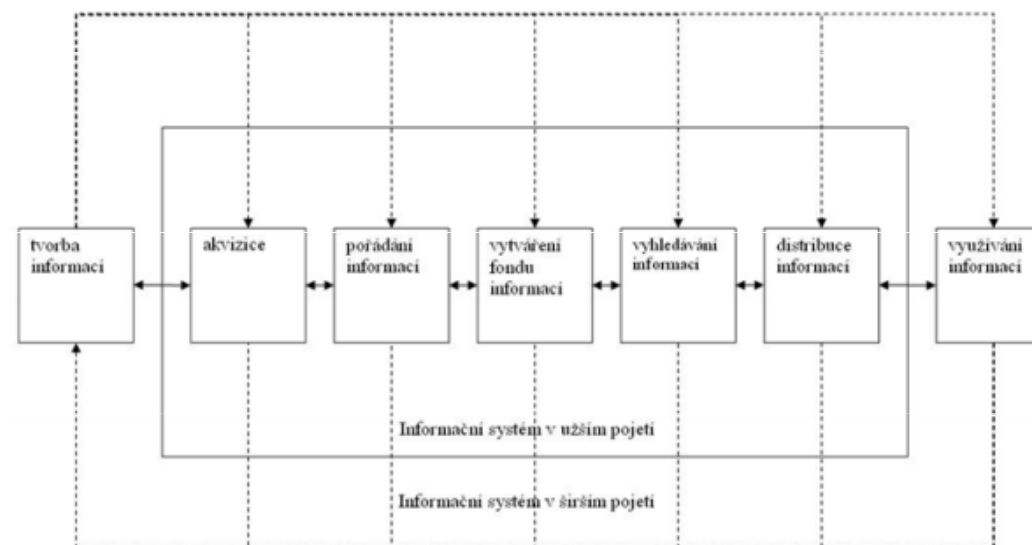 tvorba
informací
akvizice
pořádání
informací
vytváření
fondu
informací
vyhledávání
informací
distribuce
informací
využívání
informací
Informační systém v užším pojetí
Informační systém v širším pojetí